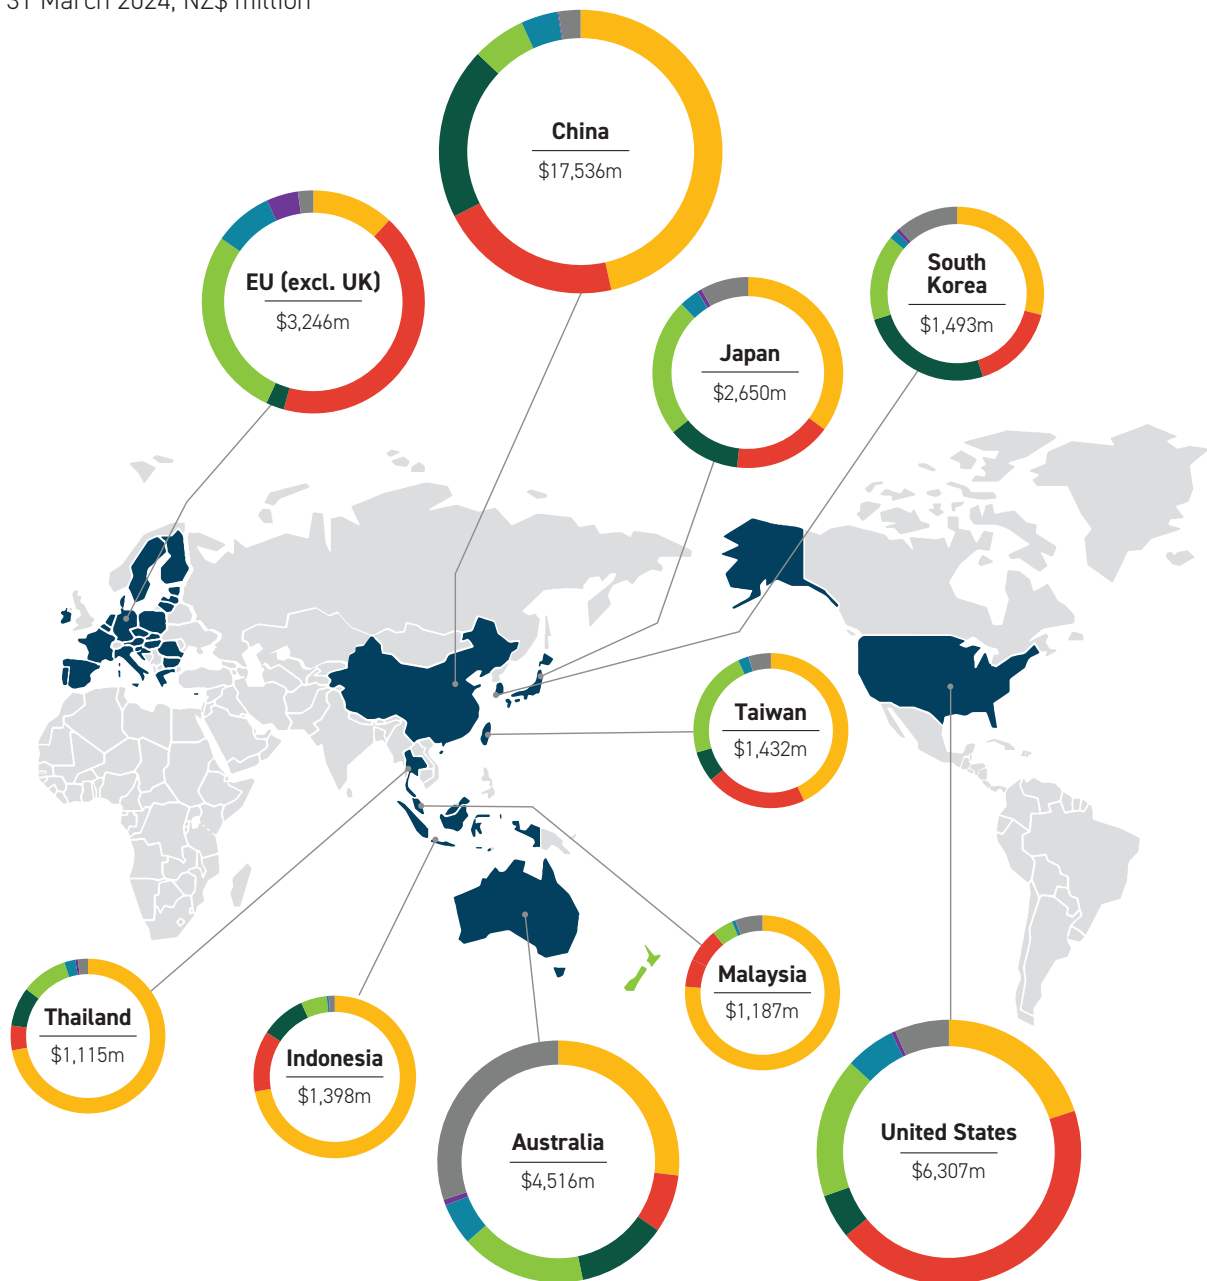 31 March 2024, NZ$ million
China
$17,536m
EU (excl. UK)
$3,246m
South
Korea
$1,493m
Japan
$2,650m
Taiwan
$1,432m
Malaysia
$1,187m
Thailand
$1,115m
Indonesia
$1,398m
Australia
$4,516m
United States
$6,307m